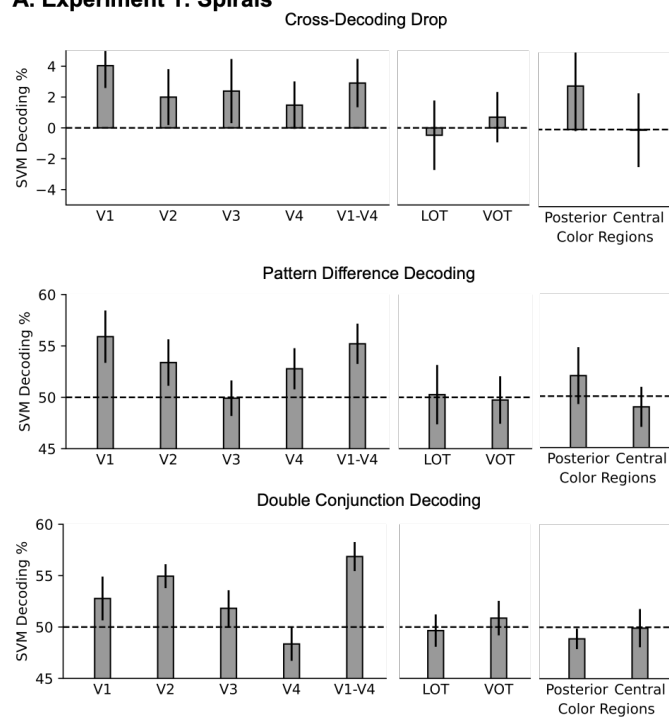 A. Experiment 1: Spirals
Cross-Decoding Drop
SVM Decoding %
4
2
0
−2
−4
V1 V2 V3 V4 V1-V4
LOT VOT
Posterior Central
Color Regions
Pattern Difference Decoding
SVM Decoding %
60
55
50
45
V1 V2 V3 V4 V1-V4
LOT VOT
Posterior Central
Color Regions
Double Conjunction Decoding
SVM Decoding %
60
55
50
45
V1 V2 V3 V4 V1-V4
LOT VOT
Posterior Central
Color Regions